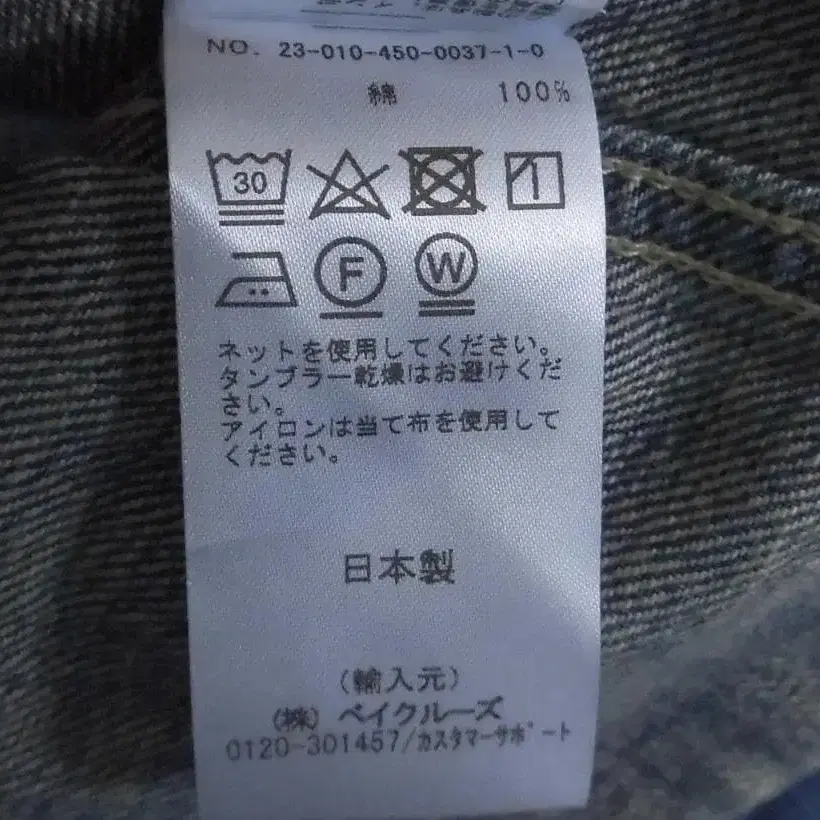 NO. 23-010-450-0037-1-0
綿 100%
30
F
W
ネットを使用してください。
タンブラー乾燥はお避けくだ
さい。
アイロンは当て布を使用して
ください。
日本製
(輸入元)
(株) ベイクルーズ
0120-301457/ｶｽﾀﾏｰｻﾎﾟｰﾄ